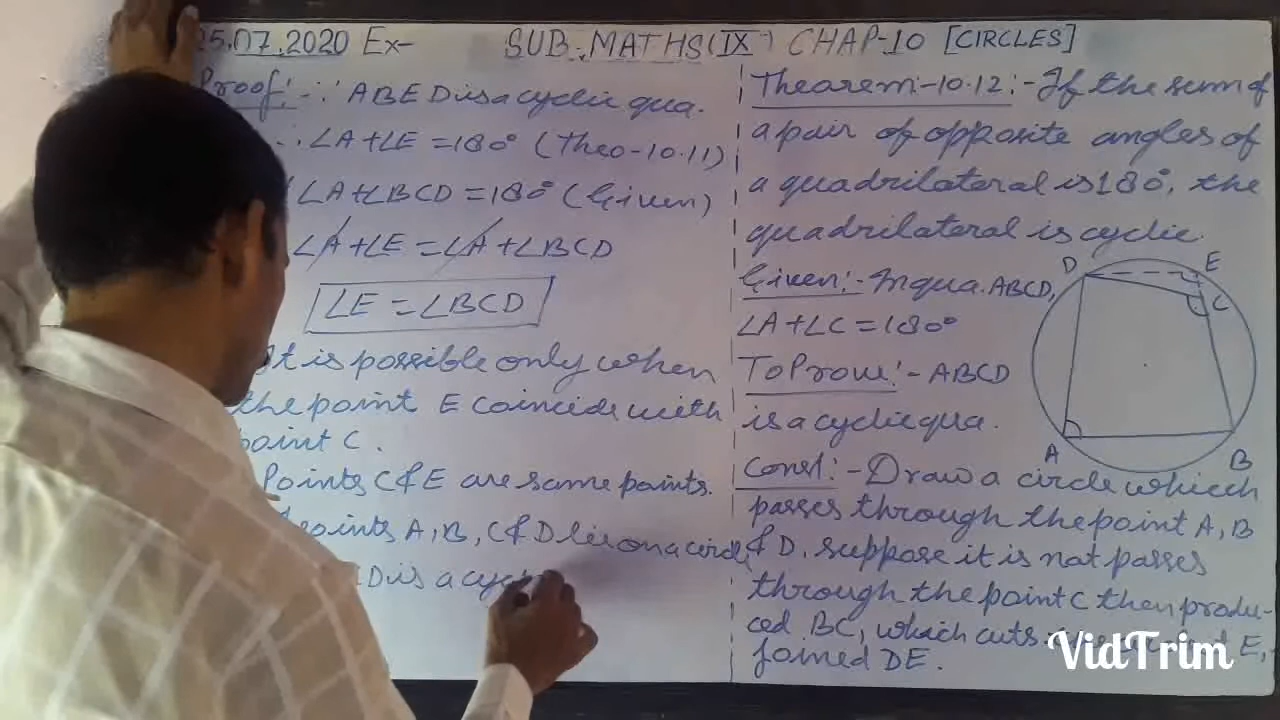 25.07.2020 Ex- SUB-MATHS(IX) CHAP-10 [CIRCLES]
Proof:- ∵ ABED is a cyclic qua.
∴ ∠A+∠E = 180° (Theo-10.11)
∠A+∠BCD = 180° (Given)
∠A+∠E = ∠A+∠BCD
∠E = ∠BCD
It is possible only when
the point E coincide with
point C.
Points C & E are same points.
points A, B, C & D lie on a circle
D is a
Thearem:-10.12:- If the sum of
a pair of opposite angles of
a quadrilateral is 180°, the
quadrilateral is cyclic.
Given:- In qua. ABCD,
∠A+∠C = 180°
To Prove:- ABCD
is a cyclic qua.
D E
C
A B
Const:- Draw a circle whicch
passes through the point A, B
& D. suppose it is not passes
through the point C then produ-
ced BC, which cuts E,
joined DE.
VidTrim